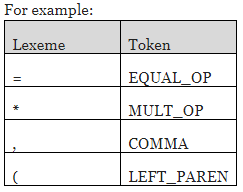 For example:
Lexeme Token
= EQUAL_OP
* MULT_OP
, COMMA
( LEFT_PAREN